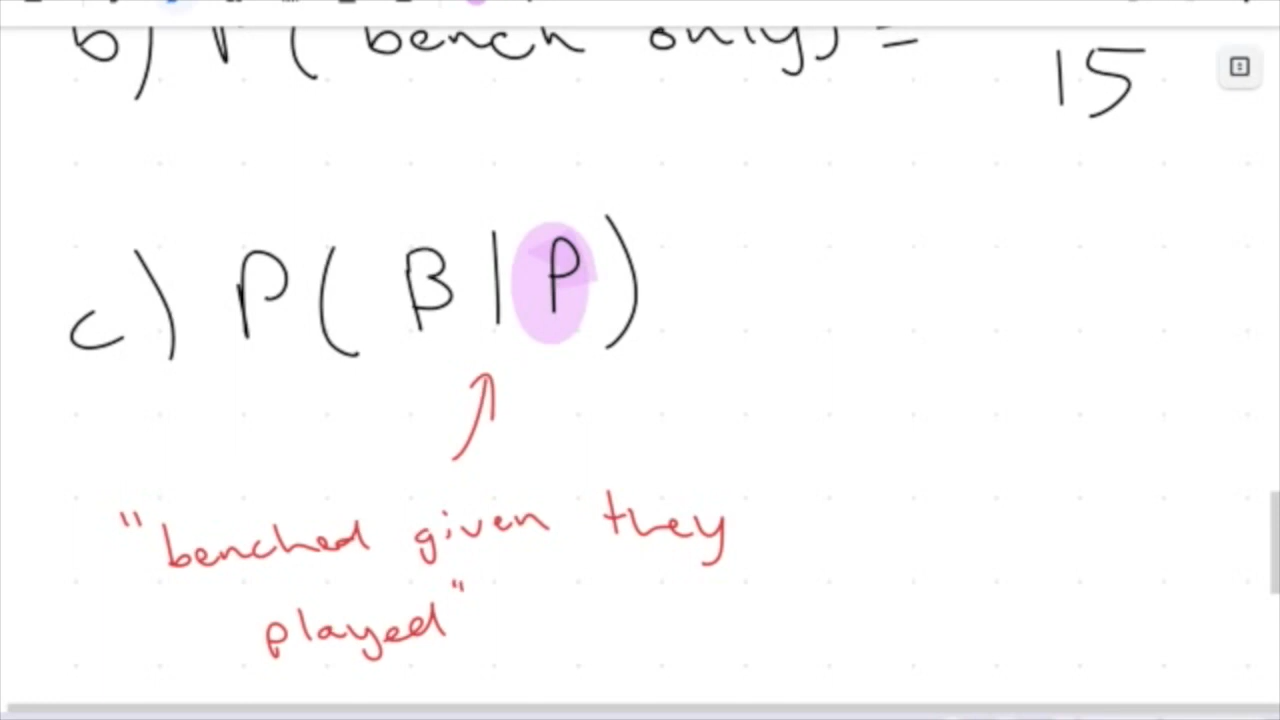 b) P( bench only) =
15
c) P( B | P )
"benched given they
played"